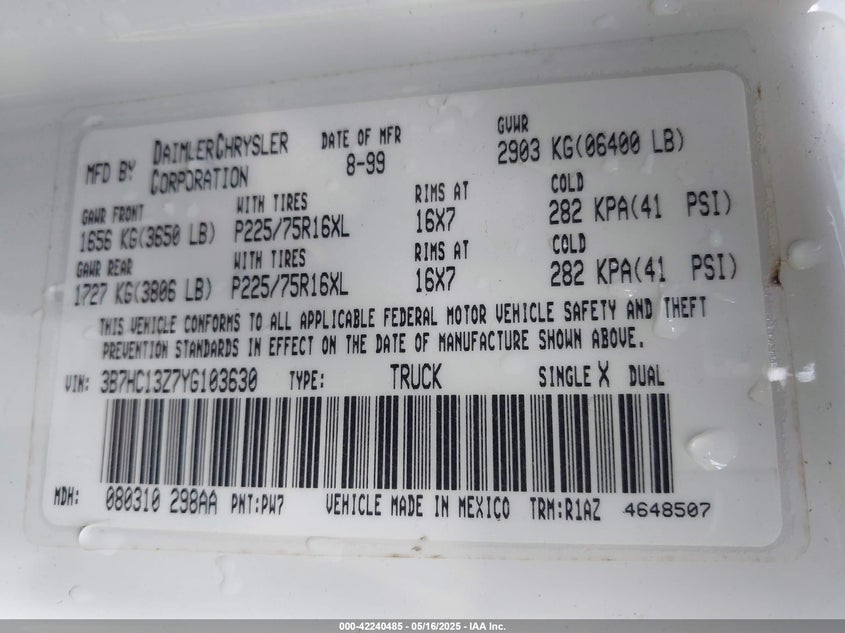 MFD BY DAIMLERCHRYSLER CORPORATION DATE OF MFR 8-99 GVWR 2903 KG(06400 LB)
GAWR FRONT WITH TIRES RIMS AT COLD
1656 KG(3650 LB) P225/75R16XL 16X7 282 KPA(41 PSI)
GAWR REAR WITH TIRES RIMS AT COLD
1727 KG(3806 LB) P225/75R16XL 16X7 282 KPA(41 PSI)
THIS VEHICLE CONFORMS TO ALL APPLICABLE FEDERAL MOTOR VEHICLE SAFETY AND THEFT
PREVENTION STANDARDS IN EFFECT ON THE DATE OF MANUFACTURE SHOWN ABOVE.
VIN: 3B7HC13Z7YG103630 TYPE: TRUCK SINGLE X DUAL
MDH: 080310 298AA PNT:PW7 VEHICLE MADE IN MEXICO TRM:R1AZ 4648507
000-42240485 - 05/16/2025 - IAA Inc.